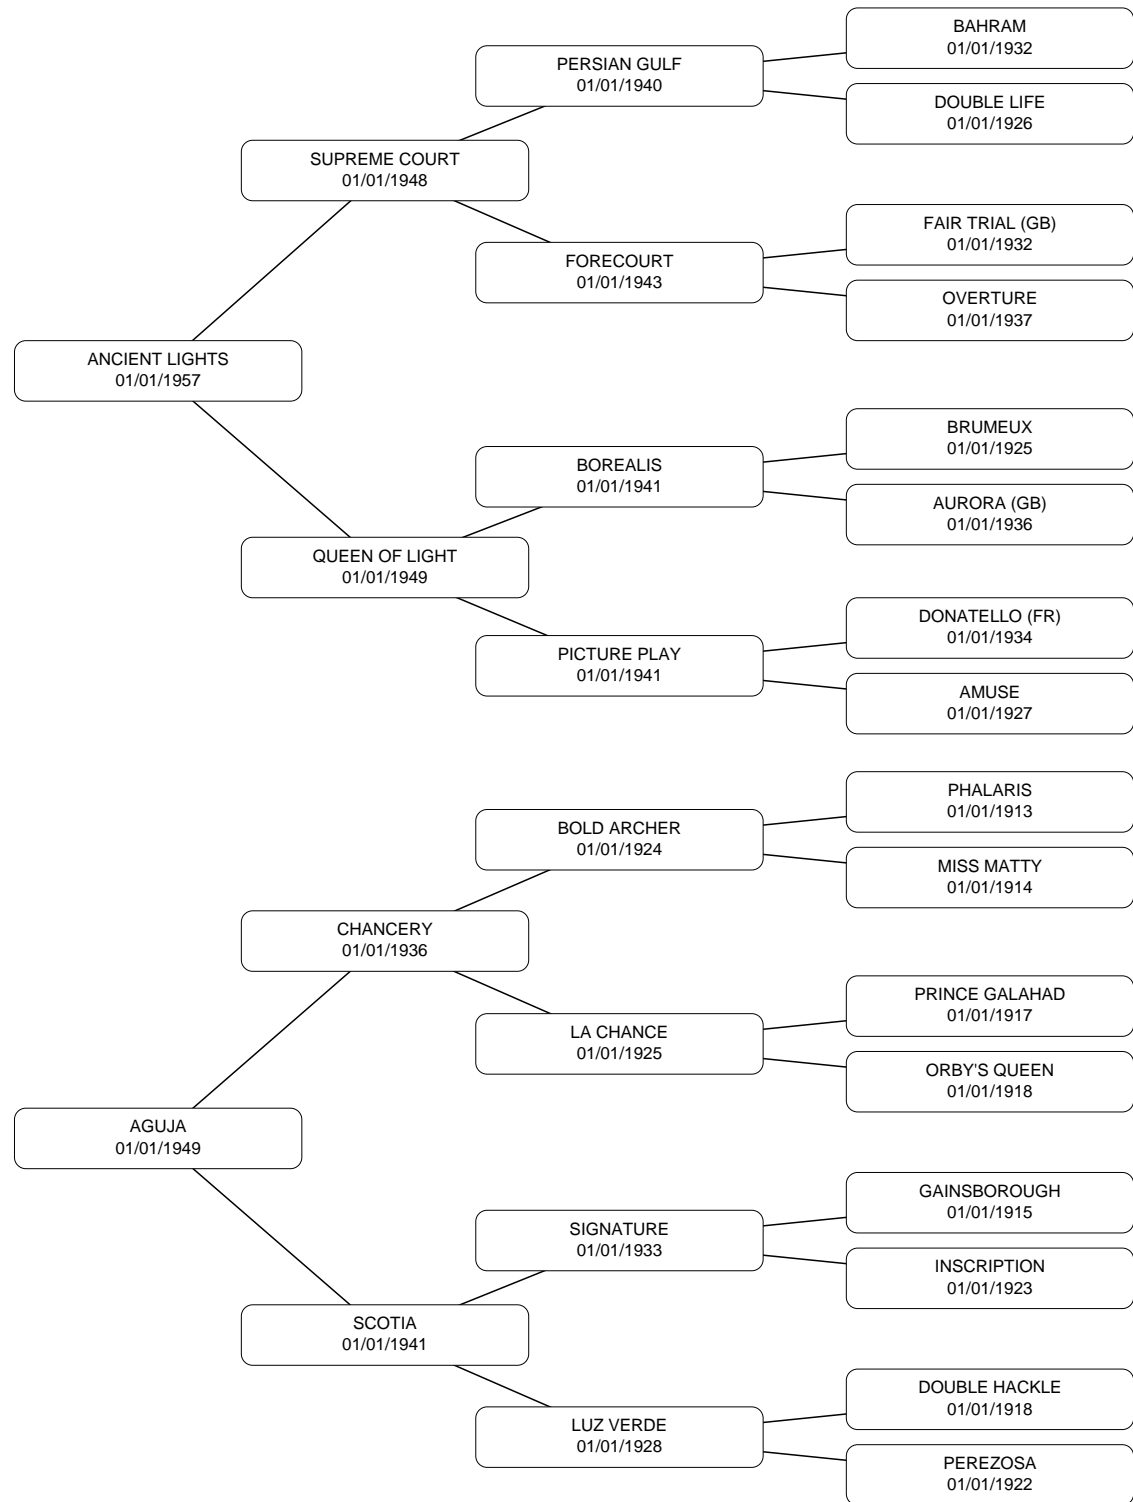 BAHRAM
01/01/1932
PERSIAN GULF
01/01/1940
DOUBLE LIFE
01/01/1926
SUPREME COURT
01/01/1948
FAIR TRIAL (GB)
01/01/1932
FORECOURT
01/01/1943
OVERTURE
01/01/1937
ANCIENT LIGHTS
01/01/1957
BRUMEUX
01/01/1925
BOREALIS
01/01/1941
AURORA (GB)
01/01/1936
QUEEN OF LIGHT
01/01/1949
DONATELLO (FR)
01/01/1934
PICTURE PLAY
01/01/1941
AMUSE
01/01/1927
PHALARIS
01/01/1913
BOLD ARCHER
01/01/1924
MISS MATTY
01/01/1914
CHANCERY
01/01/1936
PRINCE GALAHAD
01/01/1917
LA CHANCE
01/01/1925
ORBY'S QUEEN
01/01/1918
AGUJA
01/01/1949
GAINSBOROUGH
01/01/1915
SIGNATURE
01/01/1933
INSCRIPTION
01/01/1923
SCOTIA
01/01/1941
DOUBLE HACKLE
01/01/1918
LUZ VERDE
01/01/1928
PEREZOSA
01/01/1922